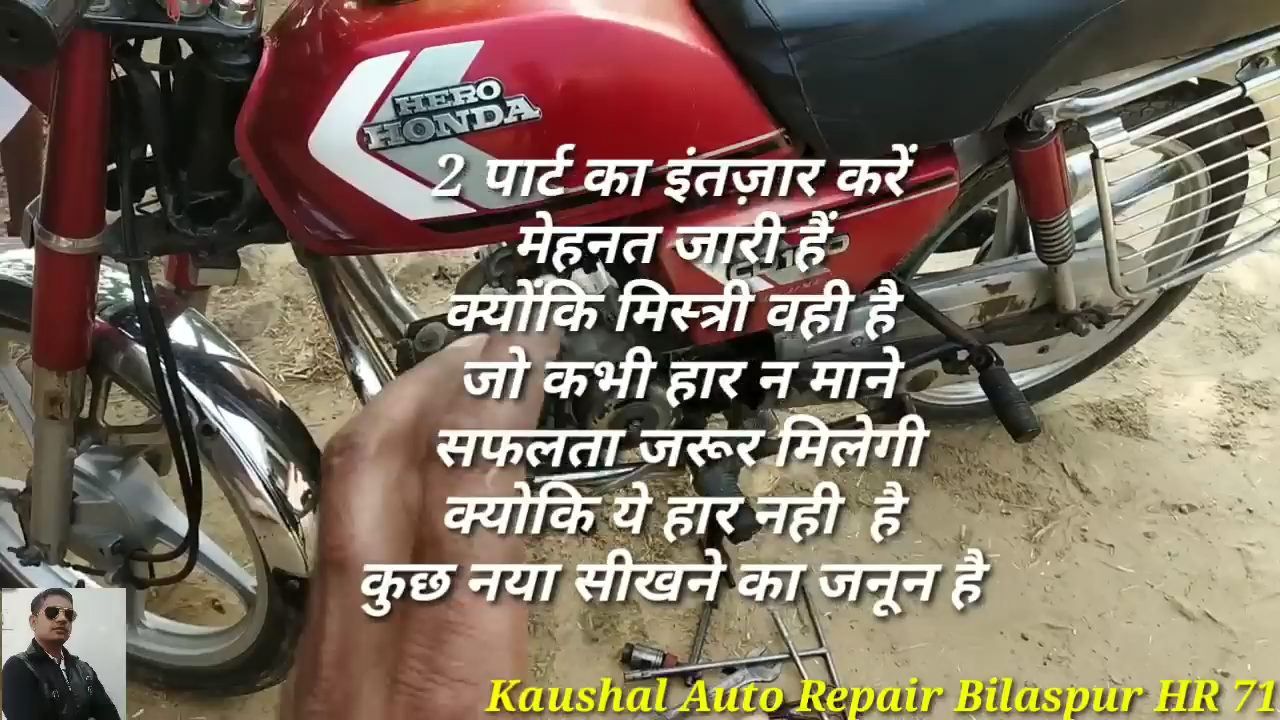 HERO
HONDA
2 पार्ट का इंतज़ार करें
मेहनत जारी हैं
क्योंकि मिस्त्री वही है
जो कभी हार न माने
सफलता जरूर मिलेगी
क्योकि ये हार नही है
कुछ नया सीखने का जनून है
Kaushal Auto Repair Bilaspur HR 71